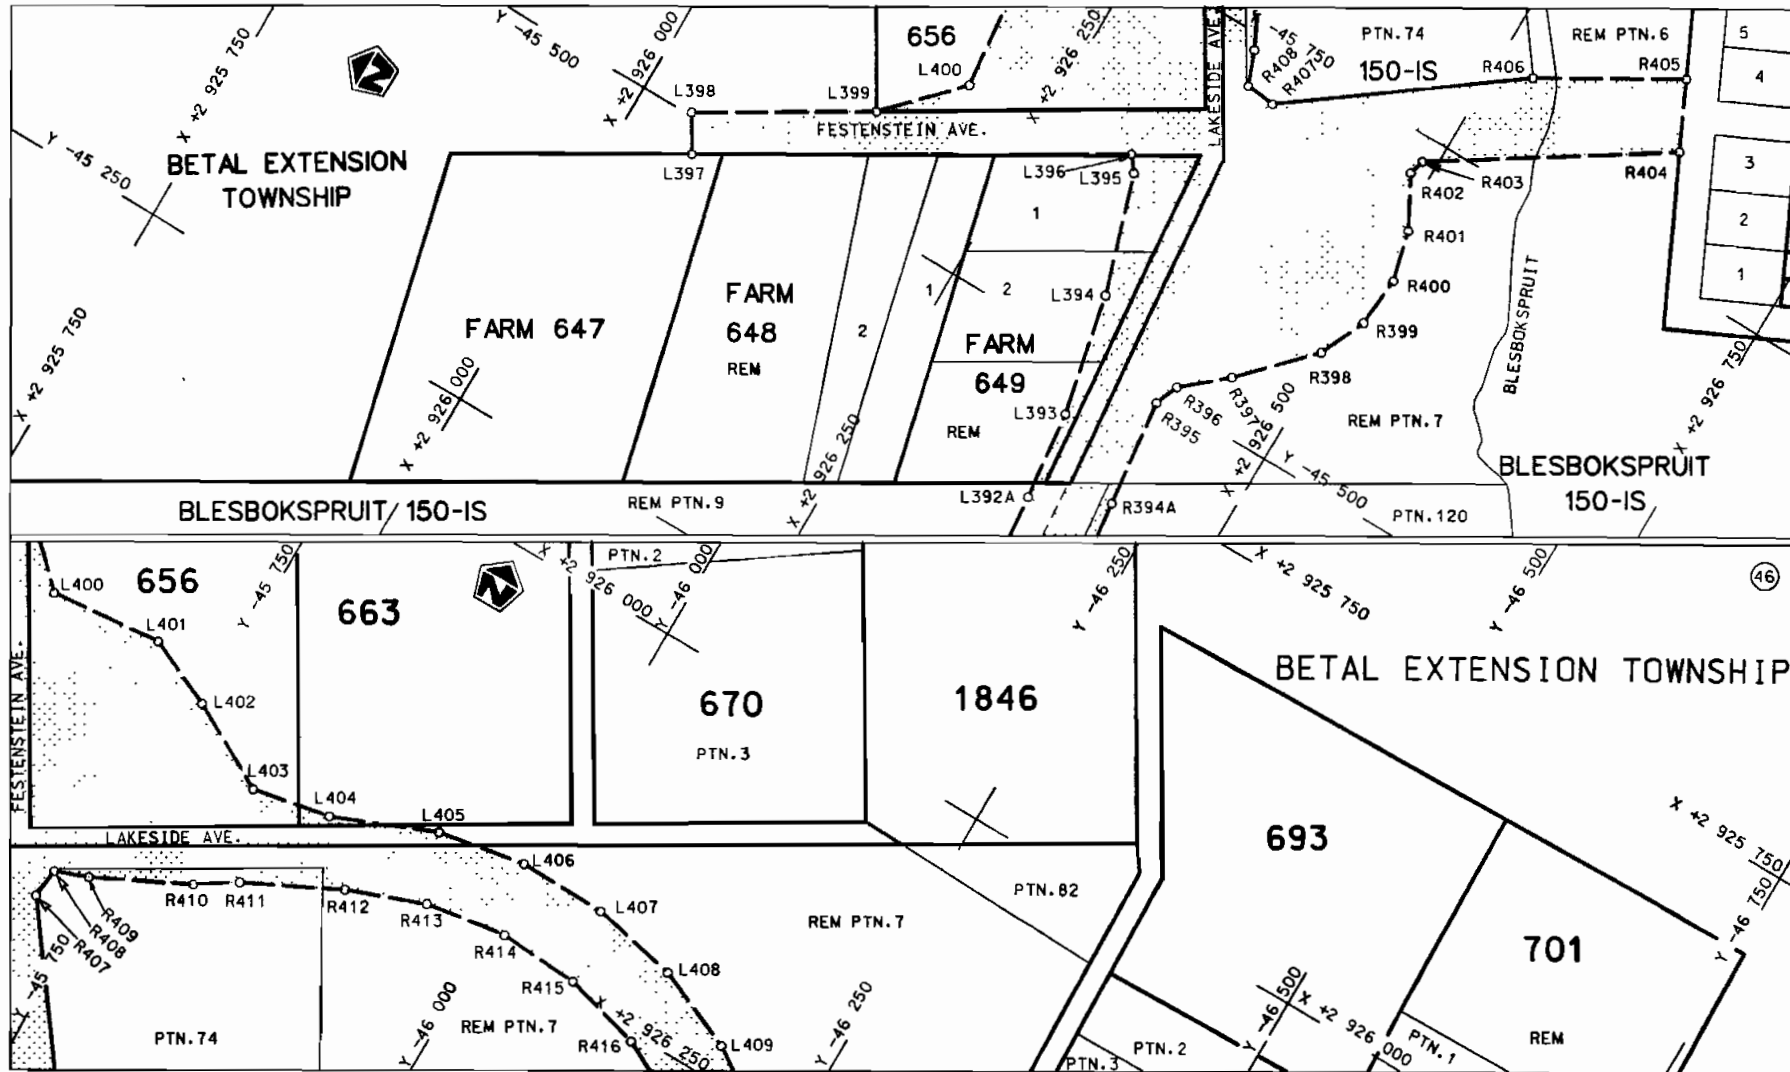 X +2 925 750
Y -45 500
X +2 926 000
656
L400
X +2 926 250
LAKESIDE AVE.
-45 750
R408
R407
50
PTN.74
150-IS
R406
REM PTN.6
R405
5
4
L398
L399
FESTENSTEIN AVE.
Y -45 250
BETAL EXTENSION
TOWNSHIP
L397
L396
L395
R402
R403
R404
3
2
1
R401
1
L394
1
2
R400
R399
BLESBOKSPRUIT
FARM
648
REM
2
FARM 647
FARM
649
X +2 925 750
X +2 926 000
R398
R397
R396
R395
X +2 926 500
REM PTN.7
X +2 926 750
L393
REM
X +2 926 250
Y -45 500
BLESBOKSPRUIT
150-IS
BLESBOKSPRUIT 150-IS
REM PTN.9
L392A
R394A
PTN.120
L400
656
Y -45 750
663
PTN.2
X +2 926 000
Y -46 000
Y -46 250
X +2 925 750
Y -46 500
46
L401
FESTENSTEIN AVE.
L402
670
PTN.3
1846
BETAL EXTENSION TOWNSHIP
L403
L404
L405
LAKESIDE AVE.
693
X +2 925 750
L406
R410
R411
R412
R413
R409
R408
R407
L407
REM PTN.7
PTN.82
Y -46 750
R414
701
Y -45 750
R415
L408
Y -46 000
X +2 926 250
Y -46 250
Y -46 500
X +2 926 000
PTN.74
REM PTN.7
R416
L409
PTN.3
PTN.2
PTN.1
REM